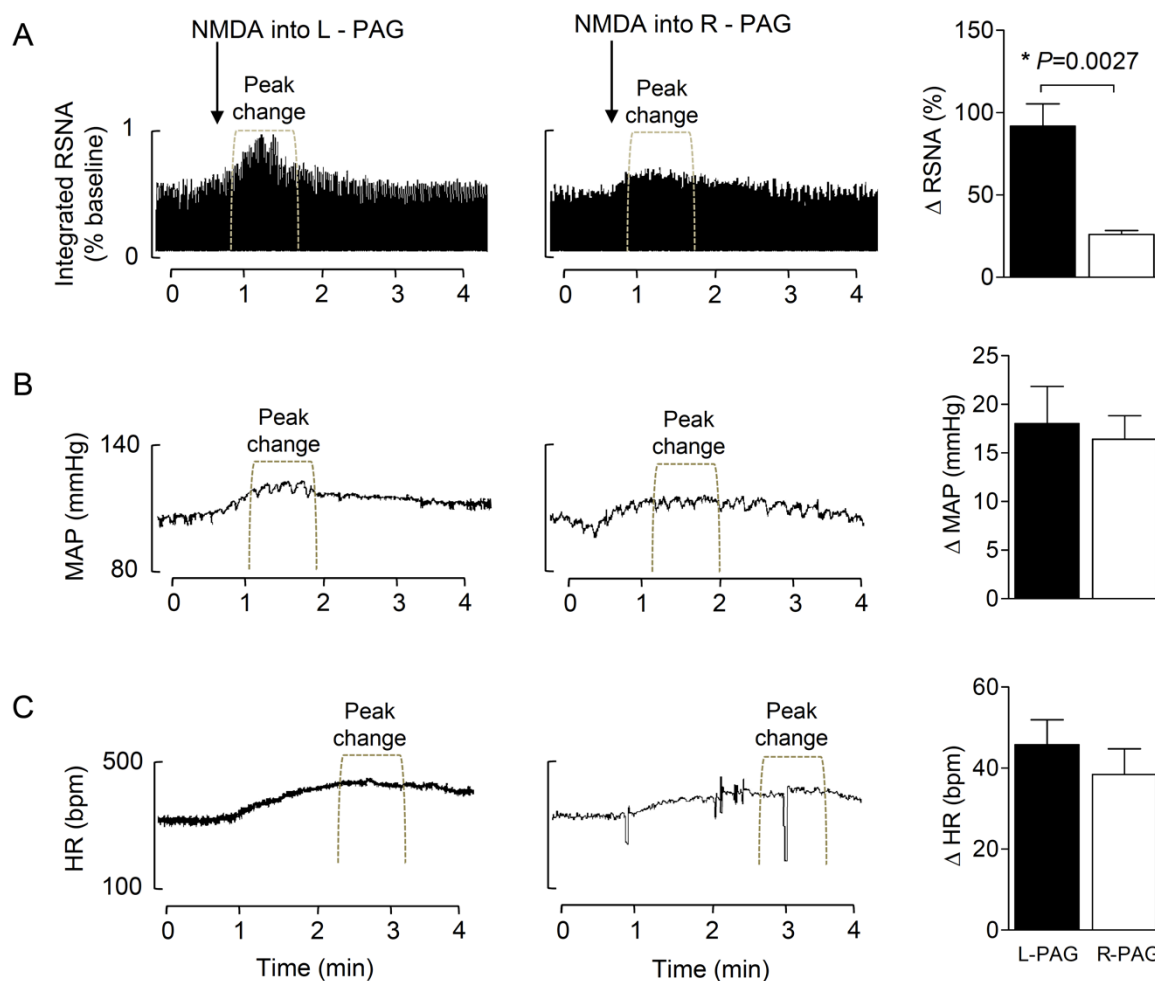 A
NMDA into L - PAG
NMDA into R - PAG
Peak
change
Peak
change
Integrated RSNA
(% baseline)
1
0
1
0
0 1 2 3 4
0 1 2 3 4
Δ RSNA (%)
150
100
50
0
* P=0.0027
B
Peak
change
Peak
change
MAP (mmHg)
140
80
0 1 2 3 4
0 1 2 3 4
Δ MAP (mmHg)
25
20
15
10
5
0
C
Peak
change
Peak
change
HR (bpm)
500
100
0 1 2 3 4
0 1 2 3 4
Time (min)
Time (min)
Δ HR (bpm)
60
40
20
0
L-PAG R-PAG